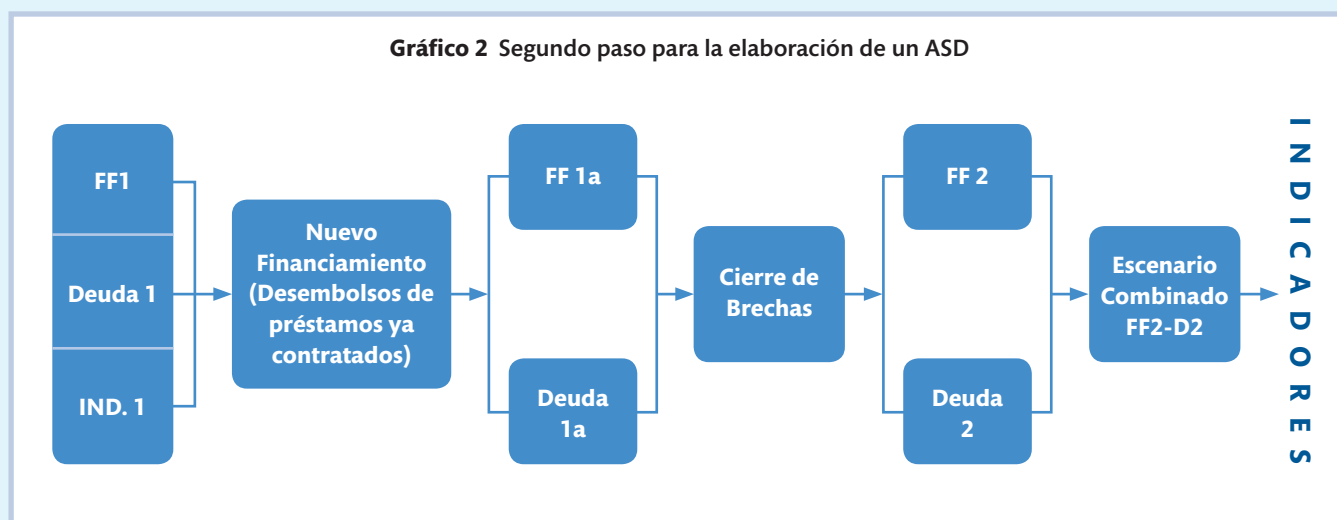 Gráfico 2 Segundo paso para la elaboración de un ASD
FF1
Deuda 1
IND. 1
Nuevo
Financiamiento
(Desembolsos de
préstamos ya
contratados)
FF 1a
Deuda
1a
Cierre de
Brechas
FF 2
Deuda
2
Escenario
Combinado
FF2-D2
INDICADORES